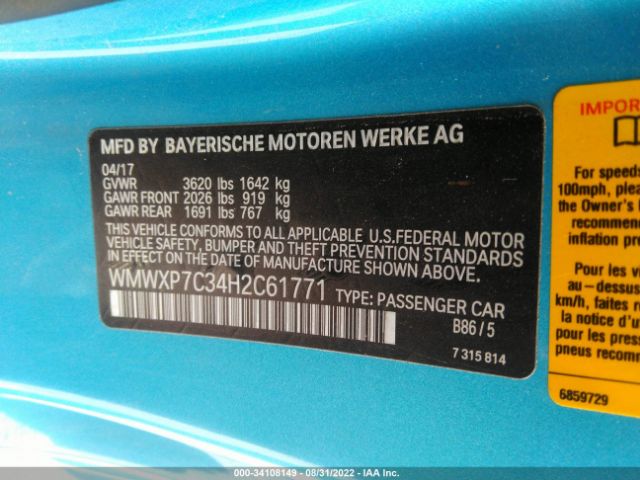 MFD BY BAYERISCHE MOTOREN WERKE AG
04/17
GVWR 3620 lbs 1642 kg
GAWR FRONT 2026 lbs 919 kg
GAWR REAR 1691 lbs 767 kg
THIS VEHICLE CONFORMS TO ALL APPLICABLE U.S.FEDERAL MOTOR
VEHICLE SAFETY, BUMPER AND THEFT PREVENTION STANDARDS
IN EFFECT ON THE DATE OF MANUFACTURE SHOWN ABOVE.
WMWXP7C34H2C61771 TYPE: PASSENGER CAR
B86/5
7 315 814
For speeds
100mph, plea
the Owner's
recommen
inflation p
Pour les v
au-dessus
km/h, faites r
la notice d'u
pour les press
pneus recomm
6859729
000-34108149 - 08/31/2022 - IAA Inc.